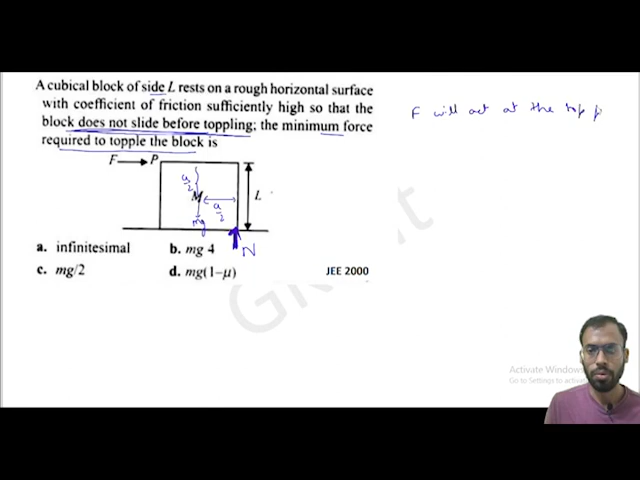 A cubical block of side L rests on a rough horizontal surface
with coefficient of friction sufficiently high so that the
block does not slide before toppling; the minimum force
required to topple the block is
F will act at the top p
F P
a/2
M
a/2
L
mg
N
a. infinitesimal b. mg 4
c. mg/2 d. mg(1−μ)
JEE 2000
Activate Windows
Go to Settings to activat